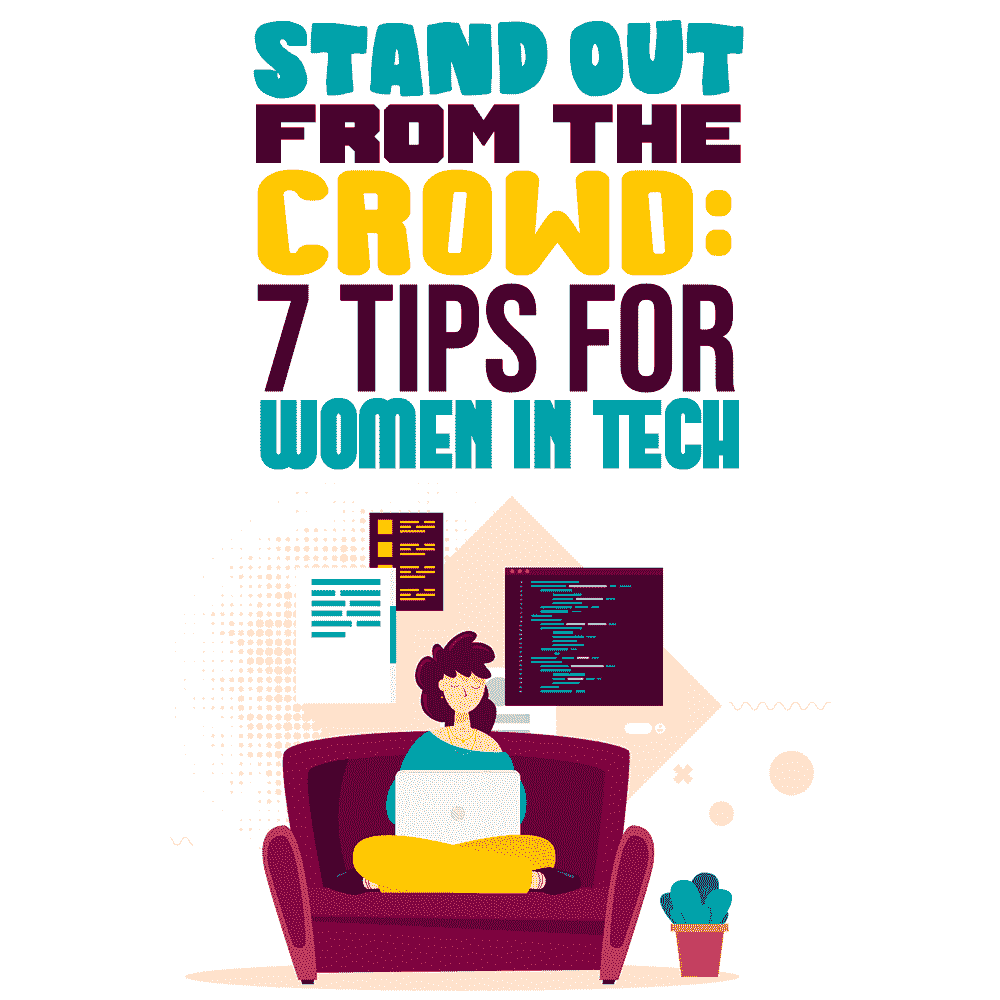 STAND OUT
FROM THE
CROWD:
7 TIPS FOR
WOMEN IN TECH